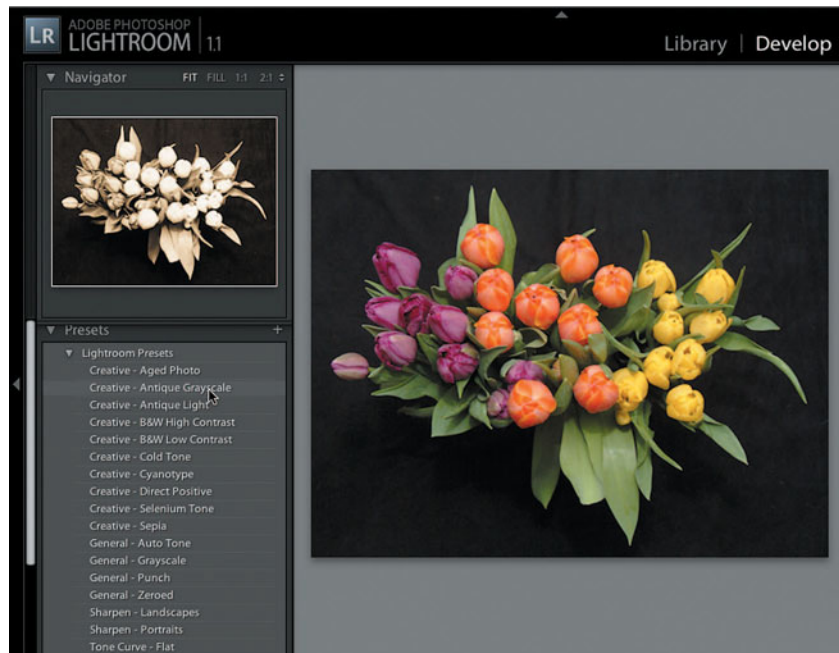 LR ADOBE PHOTOSHOP
LIGHTROOM | 1.1
Library | Develop
Navigator FIT FILL 1:1 2:1
Presets +
Lightroom Presets
Creative - Aged Photo
Creative - Antique Grayscale
Creative - Antique Light
Creative - B&W High Contrast
Creative - B&W Low Contrast
Creative - Cold Tone
Creative - Cyanotype
Creative - Direct Positive
Creative - Selenium Tone
Creative - Sepia
General - Auto Tone
General - Grayscale
General - Punch
General - Zeroed
Sharpen - Landscapes
Sharpen - Portraits
Tone Curve - Flat